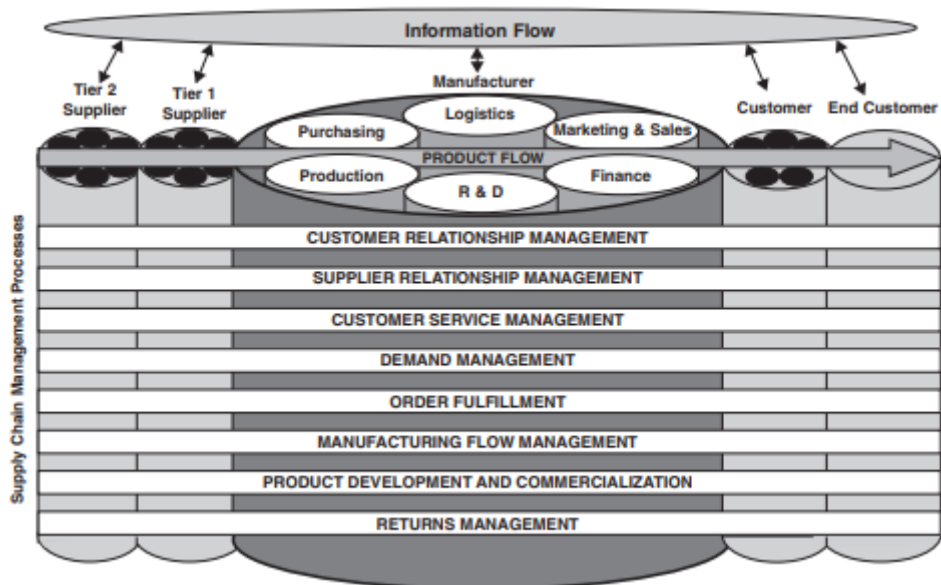 Information Flow
Tier 2
Supplier
Tier 1
Supplier
Manufacturer
Customer
End Customer
Logistics
Purchasing
Marketing & Sales
PRODUCT FLOW
Production
R & D
Finance
Supply Chain Management Processes
CUSTOMER RELATIONSHIP MANAGEMENT
SUPPLIER RELATIONSHIP MANAGEMENT
CUSTOMER SERVICE MANAGEMENT
DEMAND MANAGEMENT
ORDER FULFILLMENT
MANUFACTURING FLOW MANAGEMENT
PRODUCT DEVELOPMENT AND COMMERCIALIZATION
RETURNS MANAGEMENT